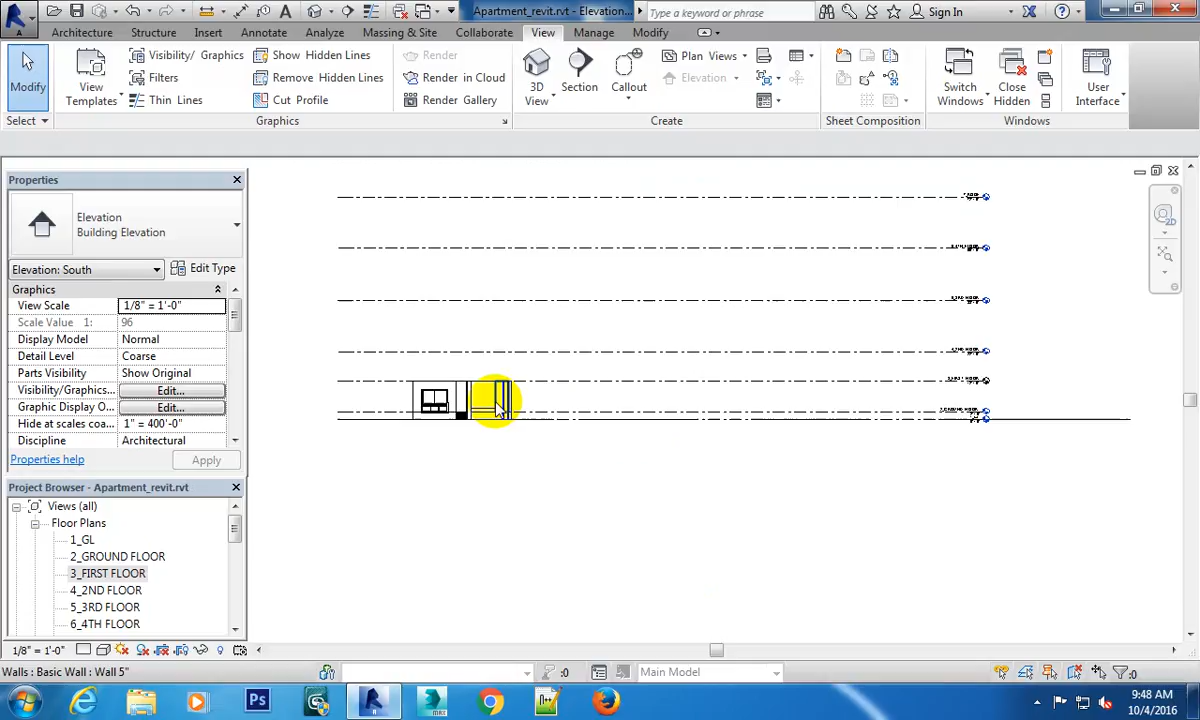 Apartment_revit.rvt - Elevation...
Type a keyword or phrase
Sign In
Architecture
Structure
Insert
Annotate
Analyze
Massing & Site
Collaborate
View
Manage
Modify
Modify
View
Templates
Visibility/ Graphics
Filters
Thin Lines
Show Hidden Lines
Remove Hidden Lines
Cut Profile
Render
Render in Cloud
Render Gallery
3D
View
Section
Callout
Plan Views
Elevation
Switch
Windows
Close
Hidden
User
Interface
Select
Graphics
Create
Sheet Composition
Windows
Properties
Elevation
Building Elevation
Elevation: South
Edit Type
Graphics
View Scale
1/8" = 1'-0"
Scale Value 1:
96
Display Model
Normal
Detail Level
Coarse
Parts Visibility
Show Original
Visibility/Graphics...
Edit...
Graphic Display O...
Edit...
Hide at scales coa...
1" = 400'-0"
Discipline
Architectural
Properties help
Apply
Project Browser - Apartment_revit.rvt
Views (all)
Floor Plans
1_GL
2_GROUND FLOOR
3_FIRST FLOOR
4_2ND FLOOR
5_3RD FLOOR
6_4TH FLOOR
2D
1/8" = 1'-0"
Walls : Basic Wall : Wall 5"
:0
Main Model
:0
Ps
MAX
9:48 AM
10/4/2016